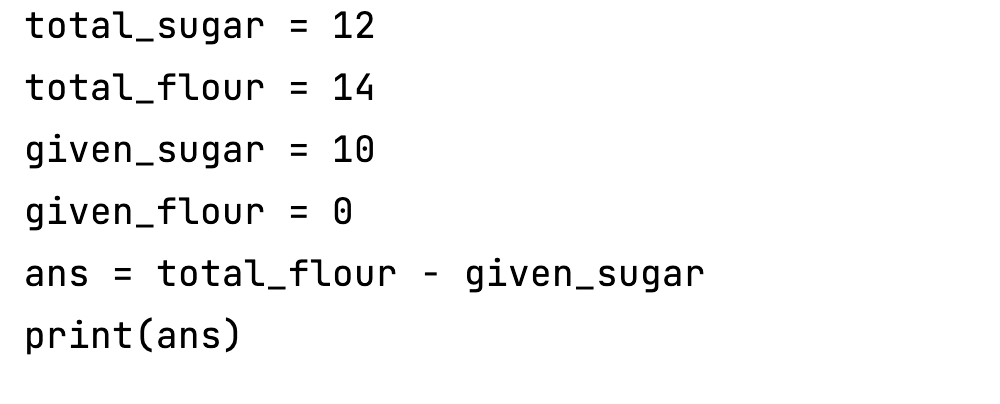 total_sugar = 12
total_flour = 14
given_sugar = 10
given_flour = 0
ans = total_flour - given_sugar
print(ans)